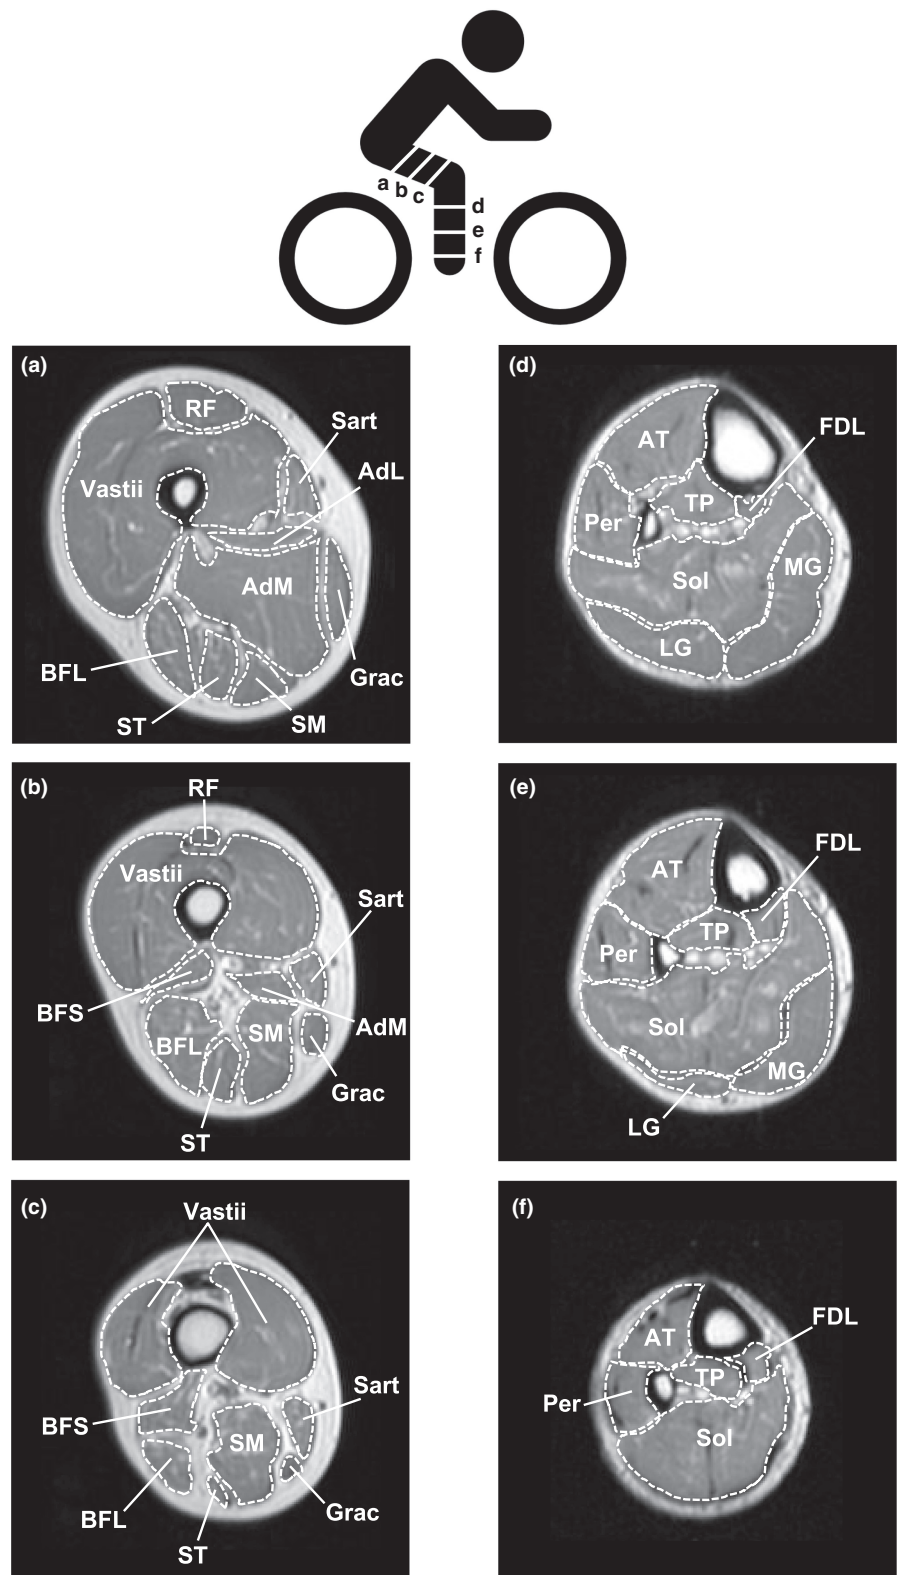 a b c
d
e
f
(a)
RF
Sart
AdL
Vastii
AdM
BFL
Grac
ST
SM
(d)
FDL
AT
TP
Per
MG
Sol
LG
(b)
RF
Vastii
Sart
BFS
AdM
SM
BFL
Grac
ST
(e)
FDL
AT
TP
Per
Sol
MG
LG
(c)
Vastii
Sart
BFS
SM
BFL
Grac
ST
(f)
FDL
AT
TP
Per
Sol